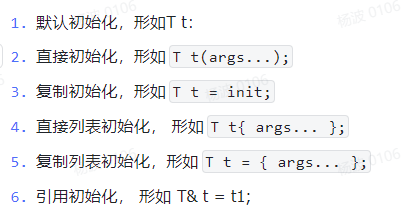 杨波 0106
1. 默认初始化，形如T t:
2. 直接初始化，形如 T t(args...);
3. 复制初始化，形如 T t = init;
4. 直接列表初始化， 形如 T t{ args... };
5. 复制列表初始化，形如 T t = { args... };
6. 引用初始化， 形如 T& t = t1;